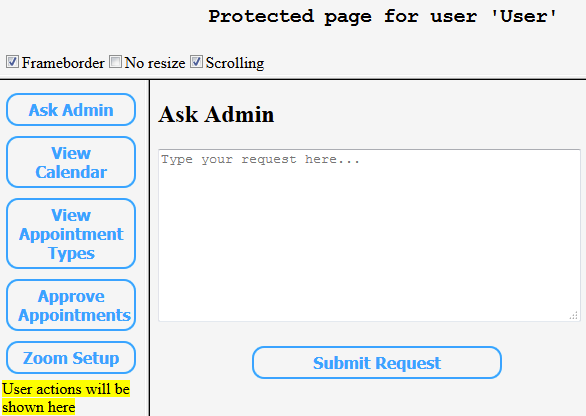 Protected page for user 'User'
Frameborder No resize Scrolling
Ask Admin
View
Calendar
View
Appointment
Types
Approve
Appointments
Zoom Setup
User actions will be
shown here
Ask Admin
Type your request here...
Submit Request